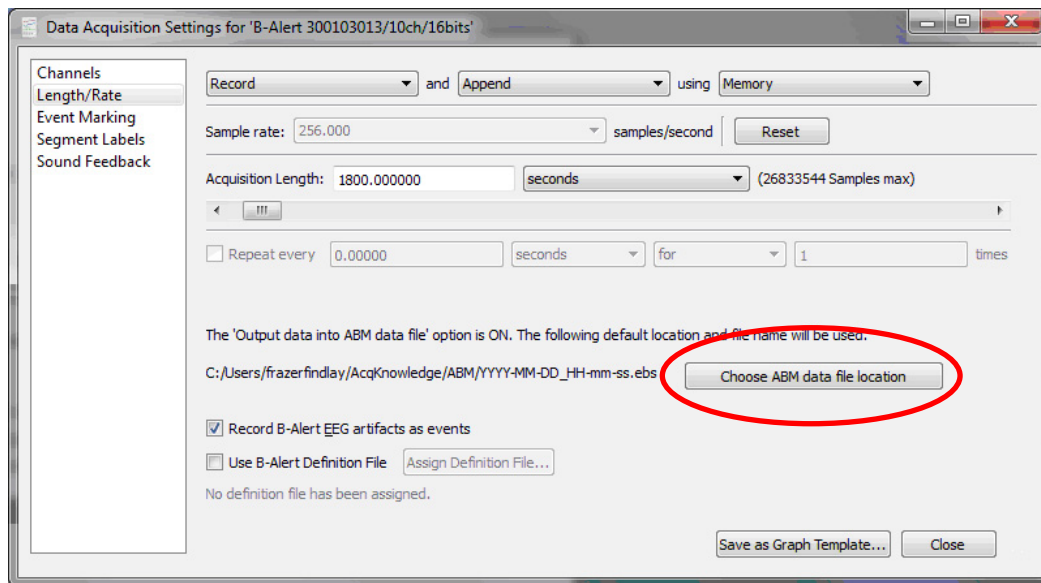 Data Acquisition Settings for 'B-Alert 300103013/10ch/16bits'
Channels
Length/Rate
Event Marking
Segment Labels
Sound Feedback
Record and Append using Memory
Sample rate: 256.000 samples/second Reset
Acquisition Length: 1800.000000 seconds (26833544 Samples max)
Repeat every 0.00000 seconds for 1 times
The 'Output data into ABM data file' option is ON. The following default location and file name will be used.
C:/Users/frazerfindlay/AcqKnowledge/ABM/YYYY-MM-DD_HH-mm-ss.ebs Choose ABM data file location
Record B-Alert EEG artifacts as events
Use B-Alert Definition File Assign Definition File...
No definition file has been assigned.
Save as Graph Template... Close